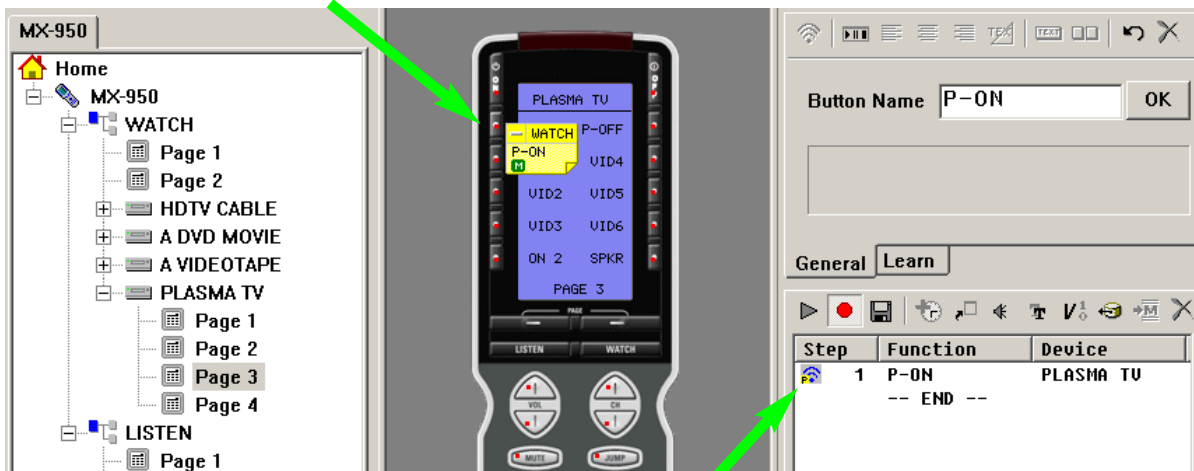 MX-950
Home
MX-950
WATCH
Page 1
Page 2
HDTV CABLE
A DVD MOVIE
A VIDEOTAPE
PLASMA TV
Page 1
Page 2
Page 3
Page 4
LISTEN
Page 1
ON
OFF
PLASMA TV
WATCH P-OFF
P-ON
M
VID4
VID2 VID5
VID3 VID6
ON 2 SPKR
PAGE 3
PAGE
LISTEN WATCH
VOL CH
MUTE JUMP
TEXT
Button Name P-ON OK
General Learn
Step Function Device
P 1 P-ON PLASMA TV
-- END --